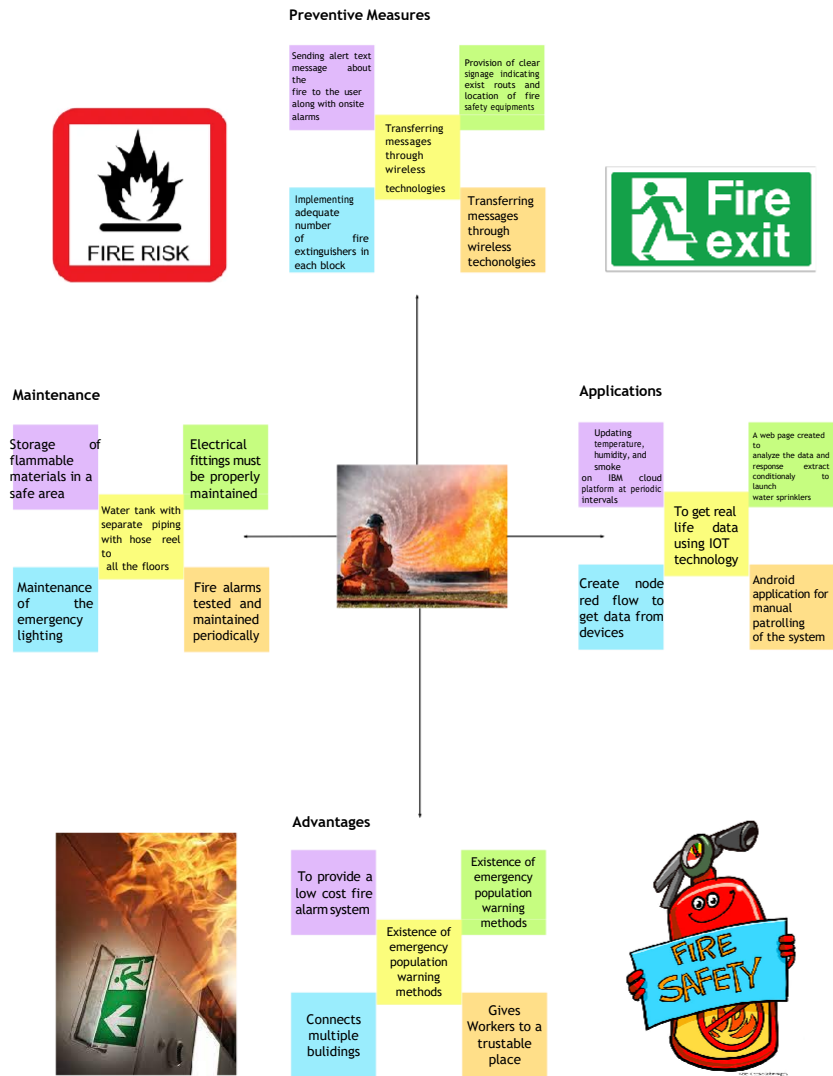 Preventive Measures
Sending alert text
message about
the
fire to the user
along with onsite
alarms
Provision of clear
signage indicating
exist routs and
location of fire
safety equipments
Transferring
messages
through
wireless
technologies
Implementing
adequate
number
of fire
extinguishers in
each block
Transferring
messages
through
wireless
techonolgies
FIRE RISK
Fire
exit
Maintenance
Storage of
flammable
materials in a
safe area
Electrical
fittings must
be properly
maintained
Water tank with
separate piping
with hose reel
to
all the floors
Maintenance
of the
emergency
lighting
Fire alarms
tested and
maintained
periodically
Applications
Updating
temperature,
humidity, and
smoke
on IBM cloud
platform at periodic
intervals
A web page created
to
analyze the data and
response extract
conditionaly to
launch
water sprinklers
To get real
life data
using IOT
technology
Create node
red flow to
get data from
devices
Android
application for
manual
patrolling
of the system
Advantages
To provide a
low cost fire
alarm system
Existence of
emergency
population
warning
methods
Existence of
emergency
population
warning
methods
Connects
multiple
bulidings
Gives
Workers to a
trustable
place
FIRE
SAFETY